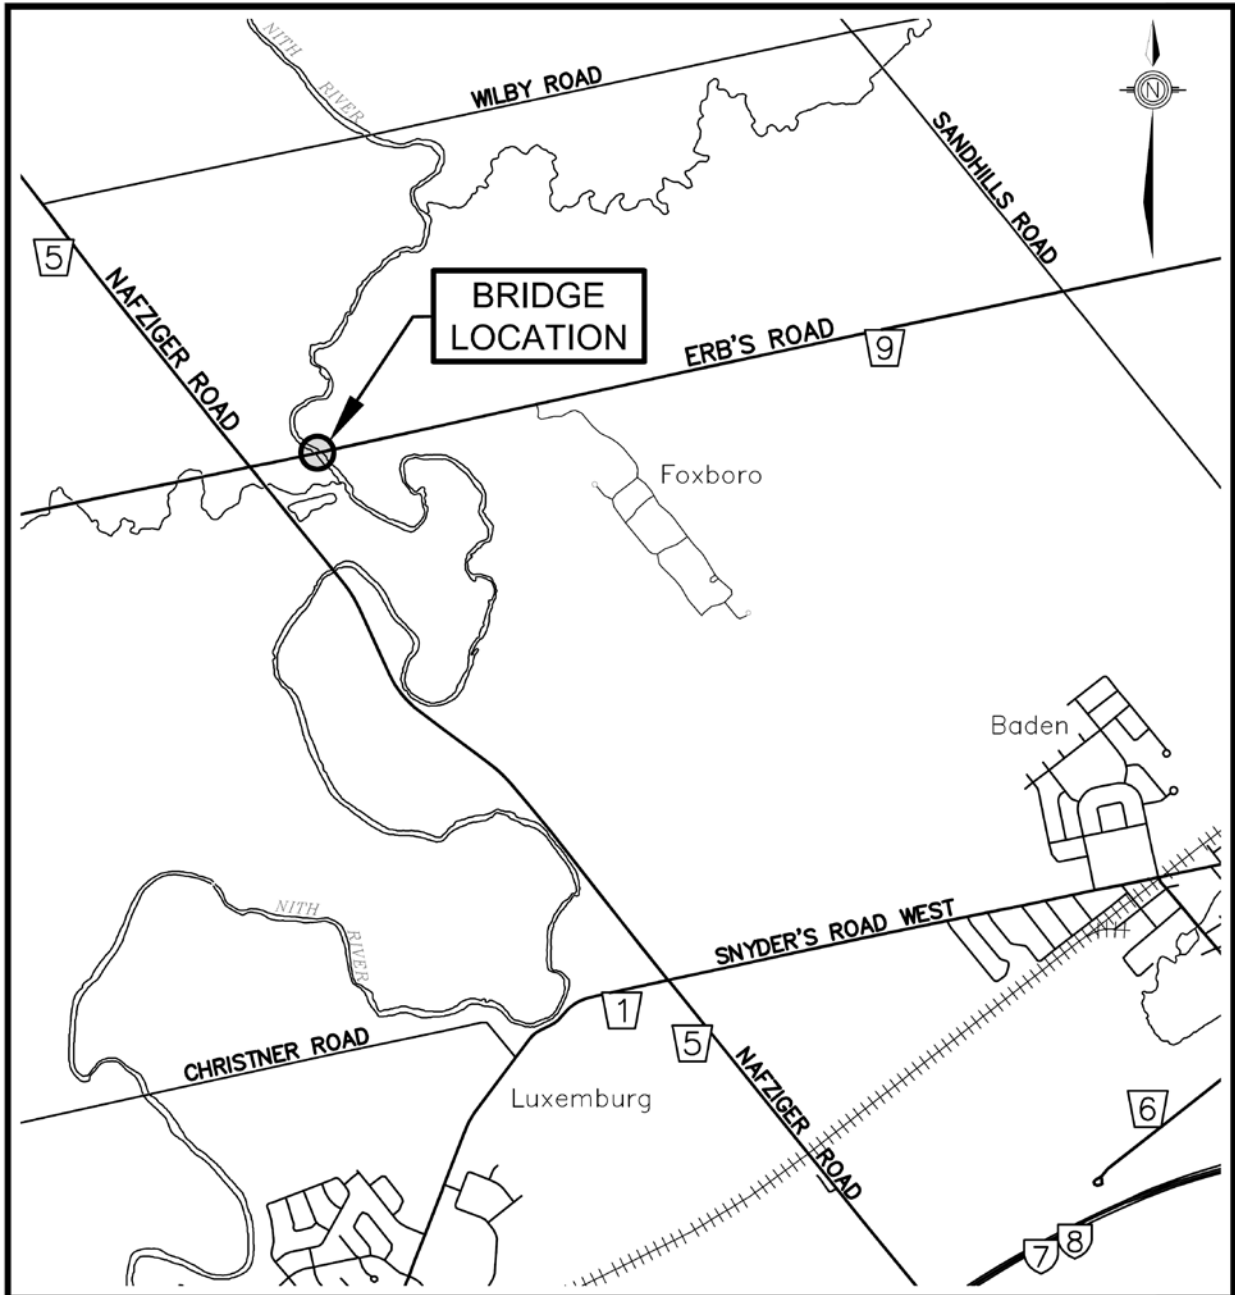 NITH
RIVER
WILBY ROAD
N
SANDHILLS ROAD
5
NAFZIGER ROAD
BRIDGE
LOCATION
ERB'S ROAD
9
Foxboro
Baden
NITH
RIVER
SNYDER'S ROAD WEST
1
5
CHRISTNER ROAD
NAFZIGER ROAD
Luxemburg
6
7
8